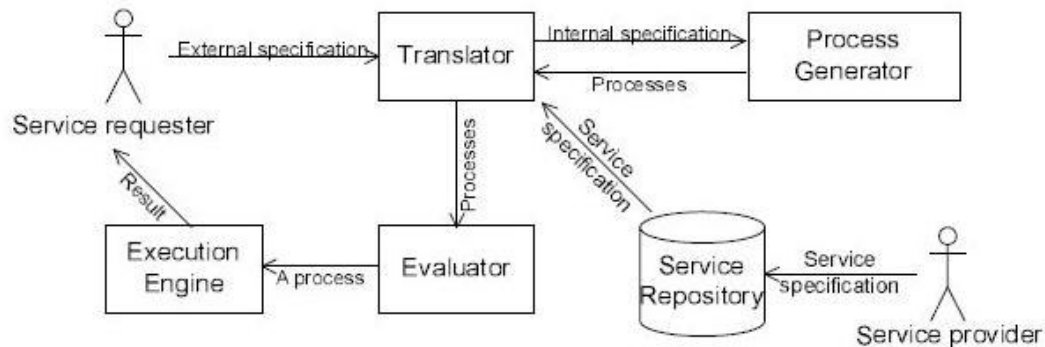 External specification
Translator
Internal specification
Process
Generator
Processes
Service requester
Service
specification
Processes
Result
Execution
Engine
A process
Evaluator
Service
Repository
Service
specification
Service provider